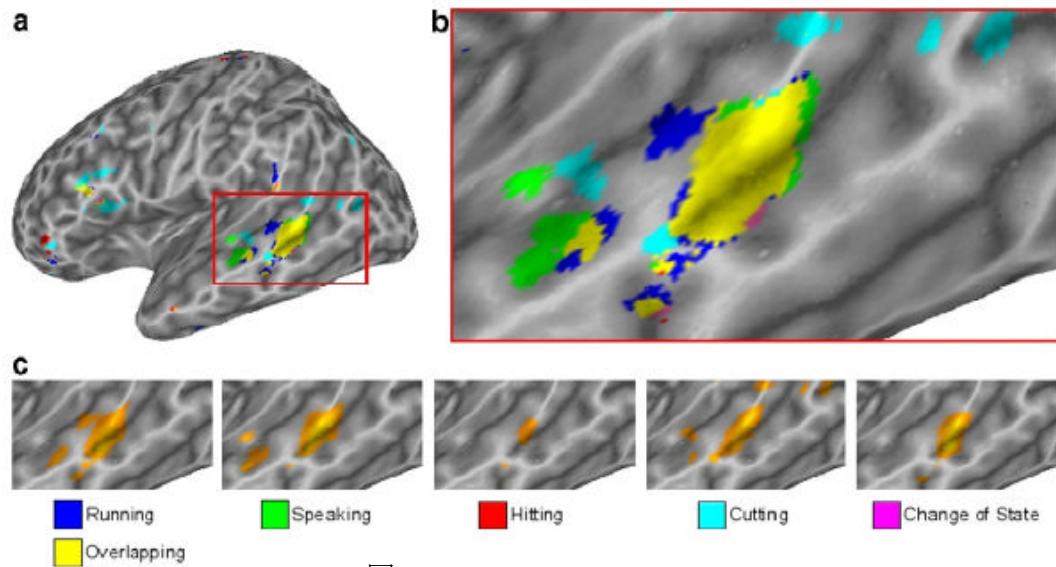 a
b
c
Running
Speaking
Hitting
Cutting
Change of State
Overlapping